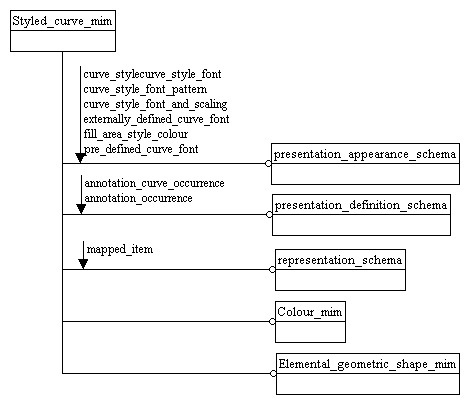 Styled_curve_mim
curve_stylecurve_style_font
curve_style_font_pattern
curve_style_font_and_scaling
externally_defined_curve_font
fill_area_style_colour
pre_defined_curve_font
presentation_appearance_schema
annotation_curve_occurrence
annotation_occurrence
presentation_definition_schema
mapped_item
representation_schema
Colour_mim
Elemental_geometric_shape_mim